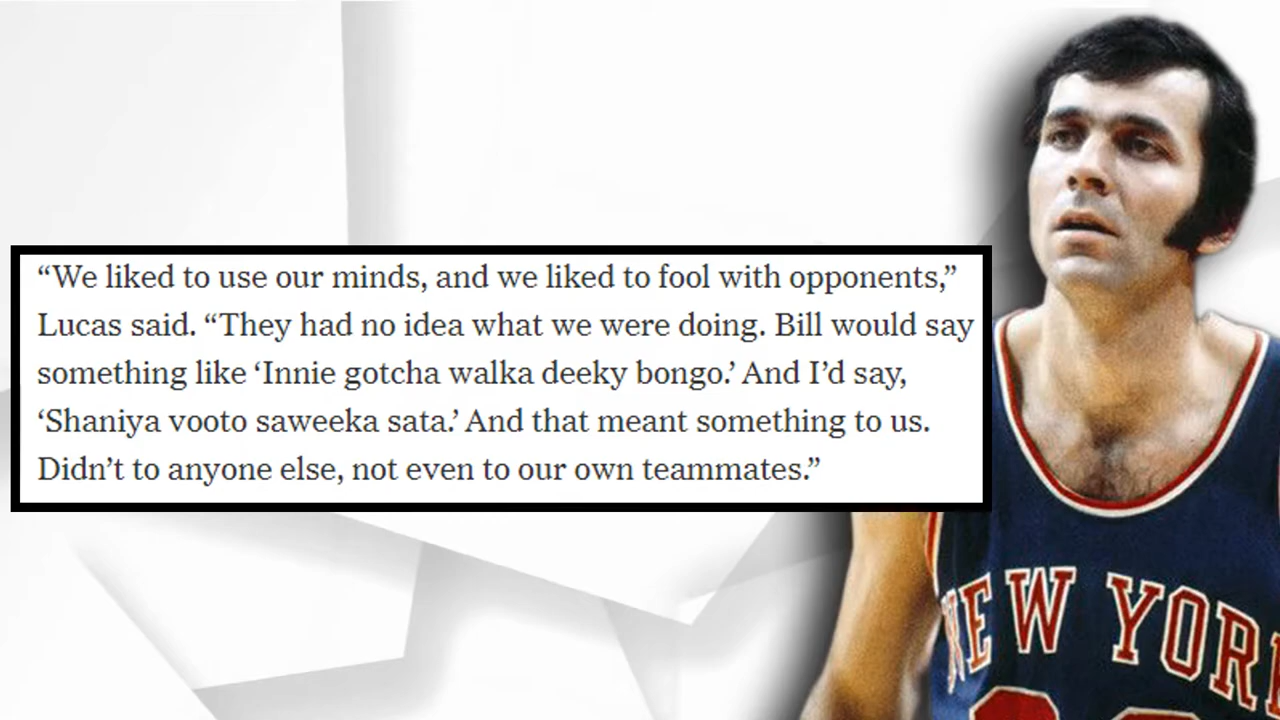 “We liked to use our minds, and we liked to fool with opponents,”
Lucas said. “They had no idea what we were doing. Bill would say
something like ‘Innie gotcha walka deeky bongo.’ And I’d say,
‘Shaniya vooto saweeka sata.’ And that meant something to us.
Didn’t to anyone else, not even to our own teammates.”
NEW YORK